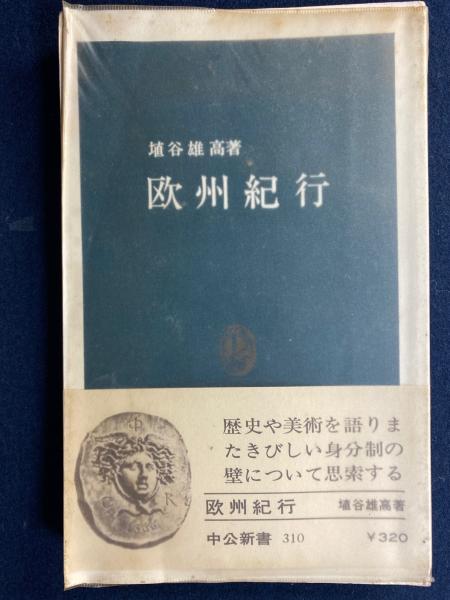 埴谷雄高著
欧州紀行
歴史や美術を語りま
たきびしい身分制の
壁について思索する
欧州紀行 埴谷雄高著
中公新書 310 ¥320